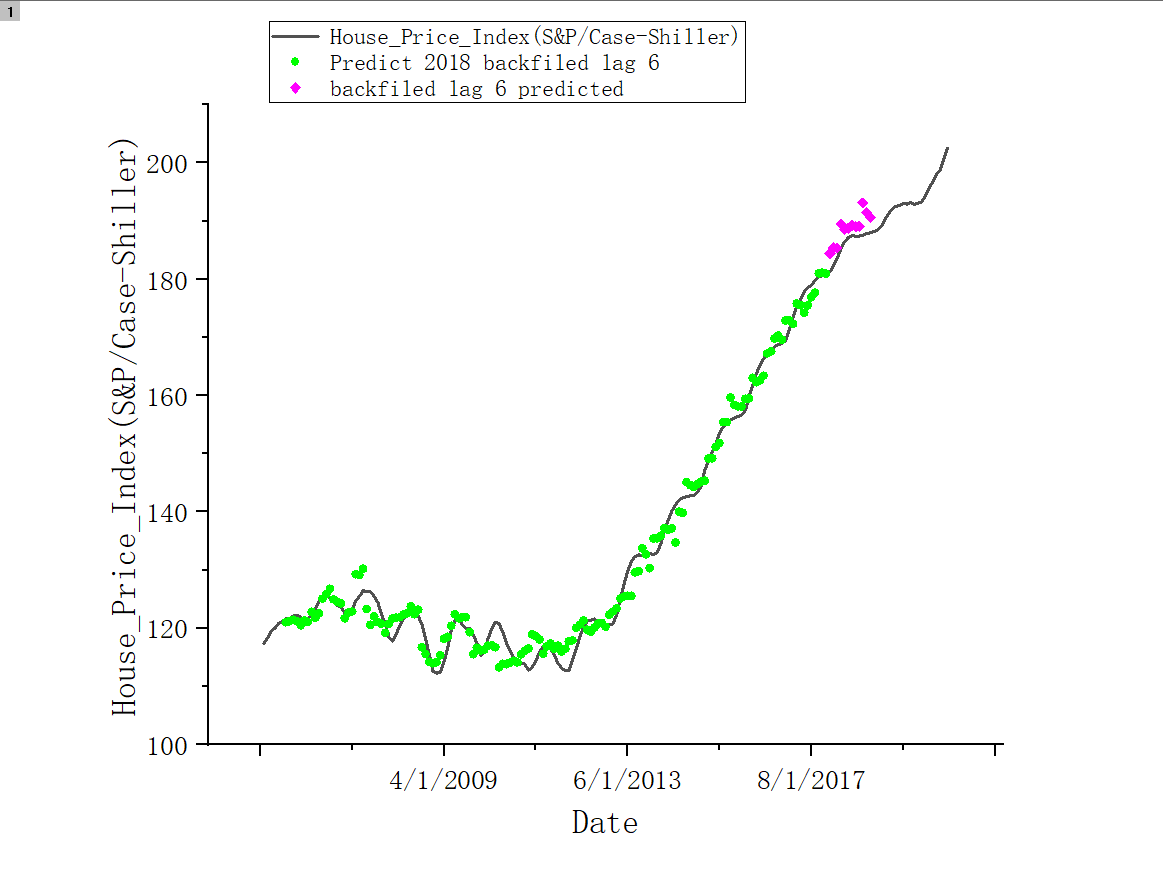 1
House_Price_Index(S&P/Case-Shiller)
Predict 2018 backfiled lag 6
backfiled lag 6 predicted
House_Price_Index(S&P/Case-Shiller)
200
180
160
140
120
100
4/1/2009 6/1/2013 8/1/2017
Date